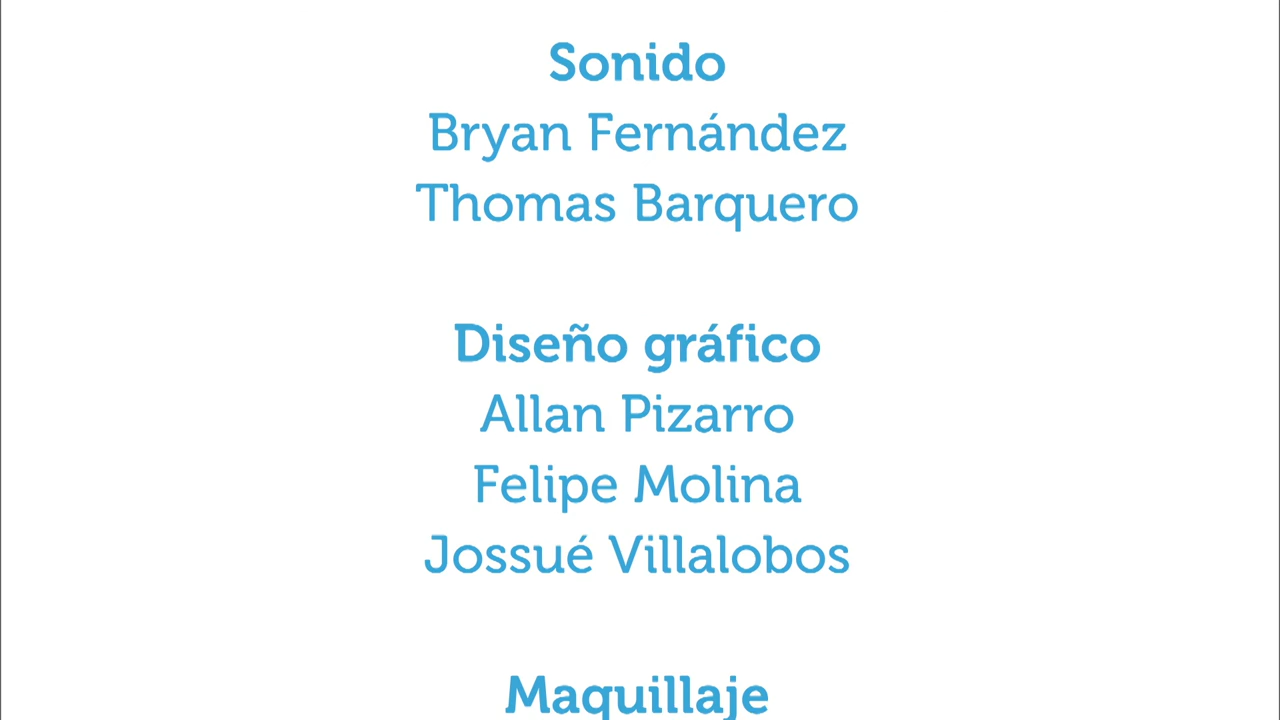 Sonido
Bryan Fernández
Thomas Barquero
Diseño gráfico
Allan Pizarro
Felipe Molina
Jossué Villalobos
Maquillaje